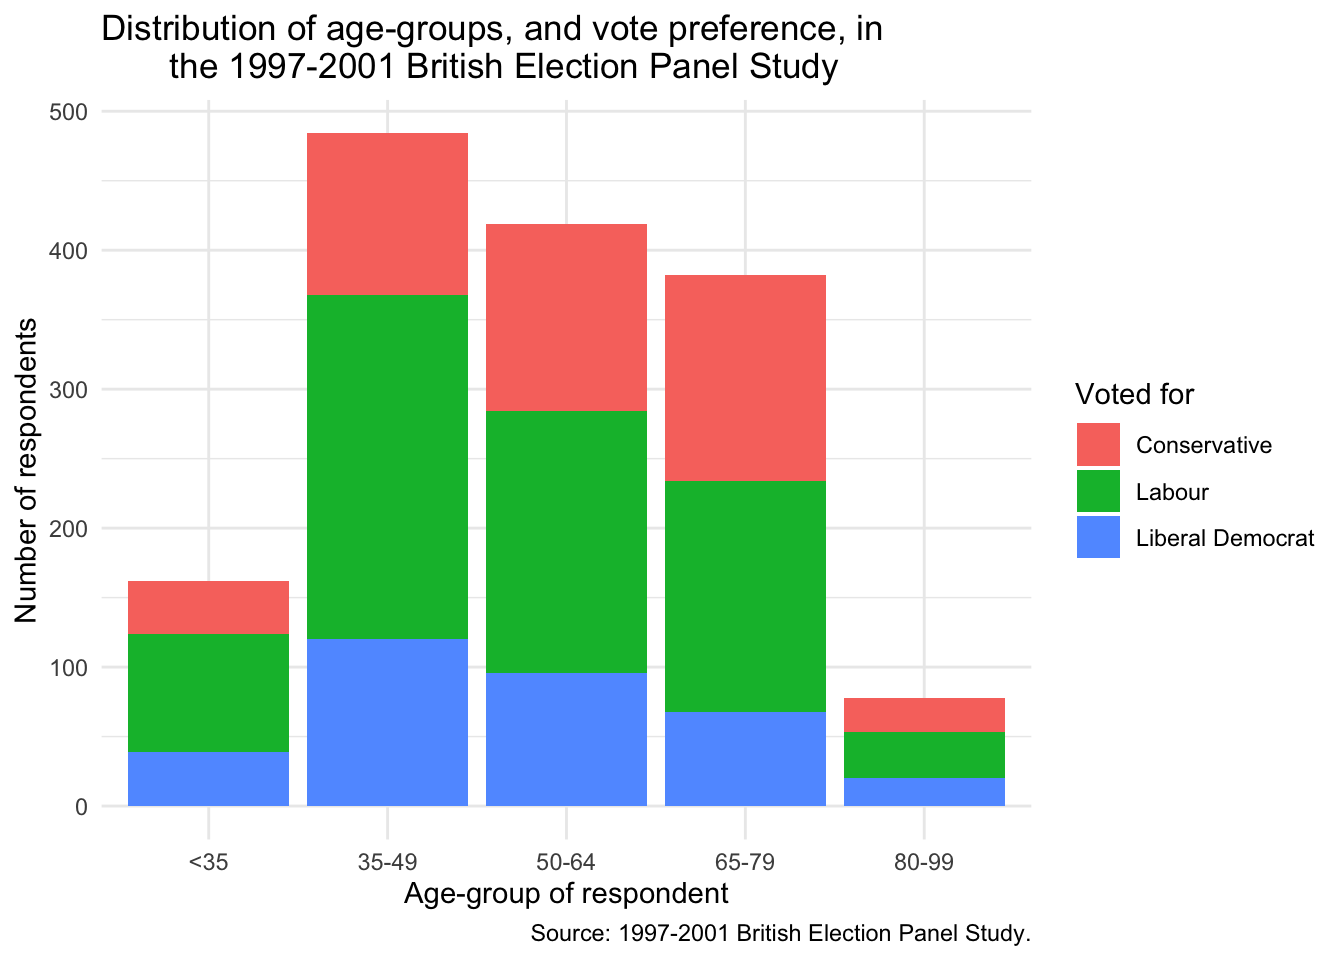 Distribution of age-groups, and vote preference, in
the 1997-2001 British Election Panel Study
500
400
300
200
100
0
Number of respondents
<35 35-49 50-64 65-79 80-99
Age-group of respondent
Voted for
Conservative
Labour
Liberal Democrat
Source: 1997-2001 British Election Panel Study.